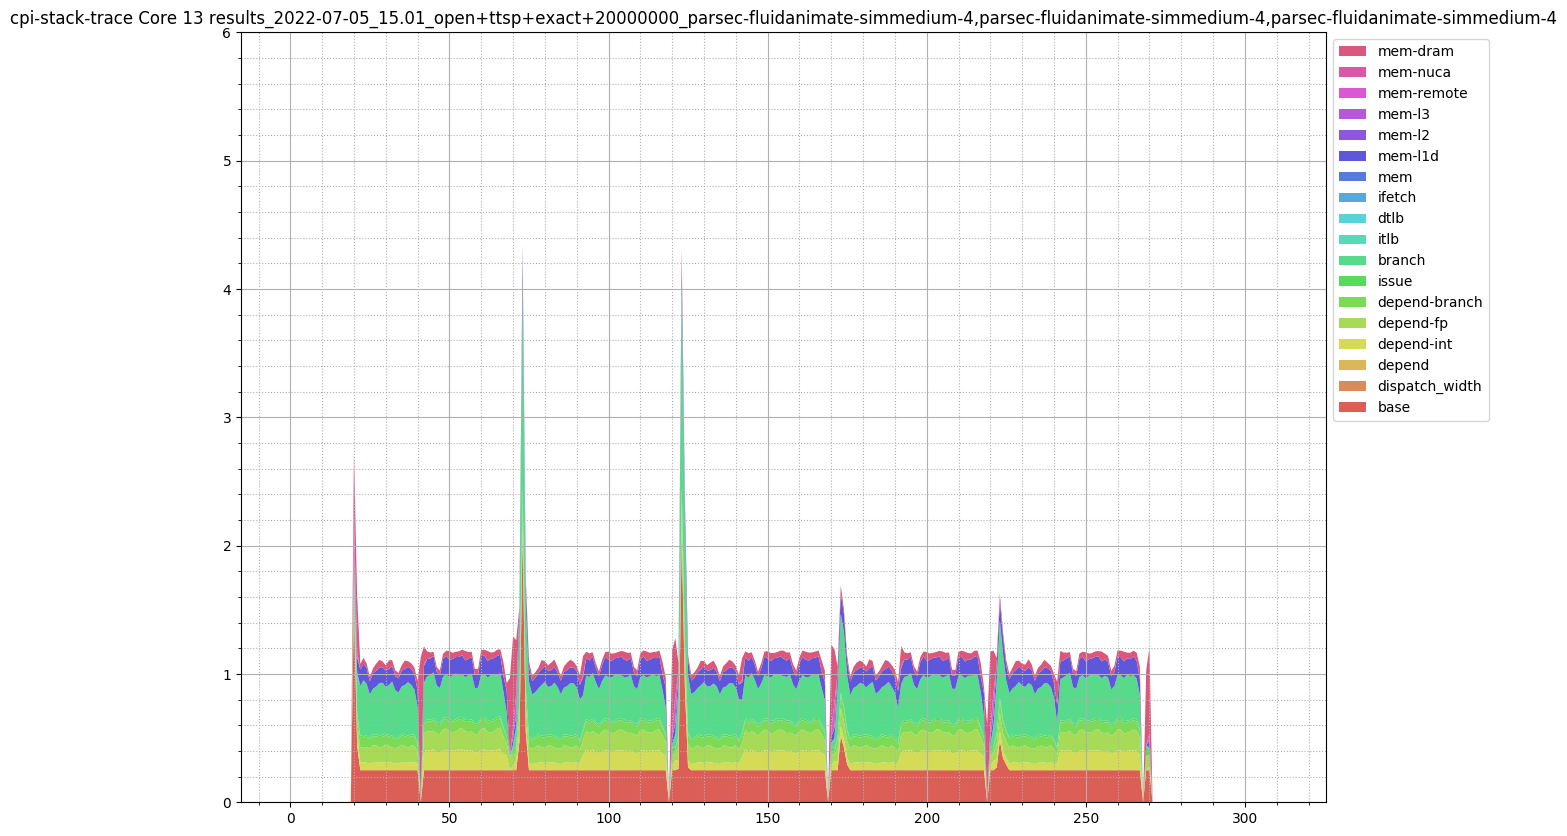 cpi-stack-trace Core 13 results_2022-07-05_15.01_open+ttsp+exact+20000000_parsec-fluidanimate-simmedium-4,parsec-fluidanimate-simmedium-4,parsec-fluidanimate-simmedium-4
6
5
4
3
2
1
0
0
50
100
150
200
250
300
mem-dram
mem-nuca
mem-remote
mem-l3
mem-l2
mem-l1d
mem
ifetch
dtlb
itlb
branch
issue
depend-branch
depend-fp
depend-int
depend
dispatch_width
base